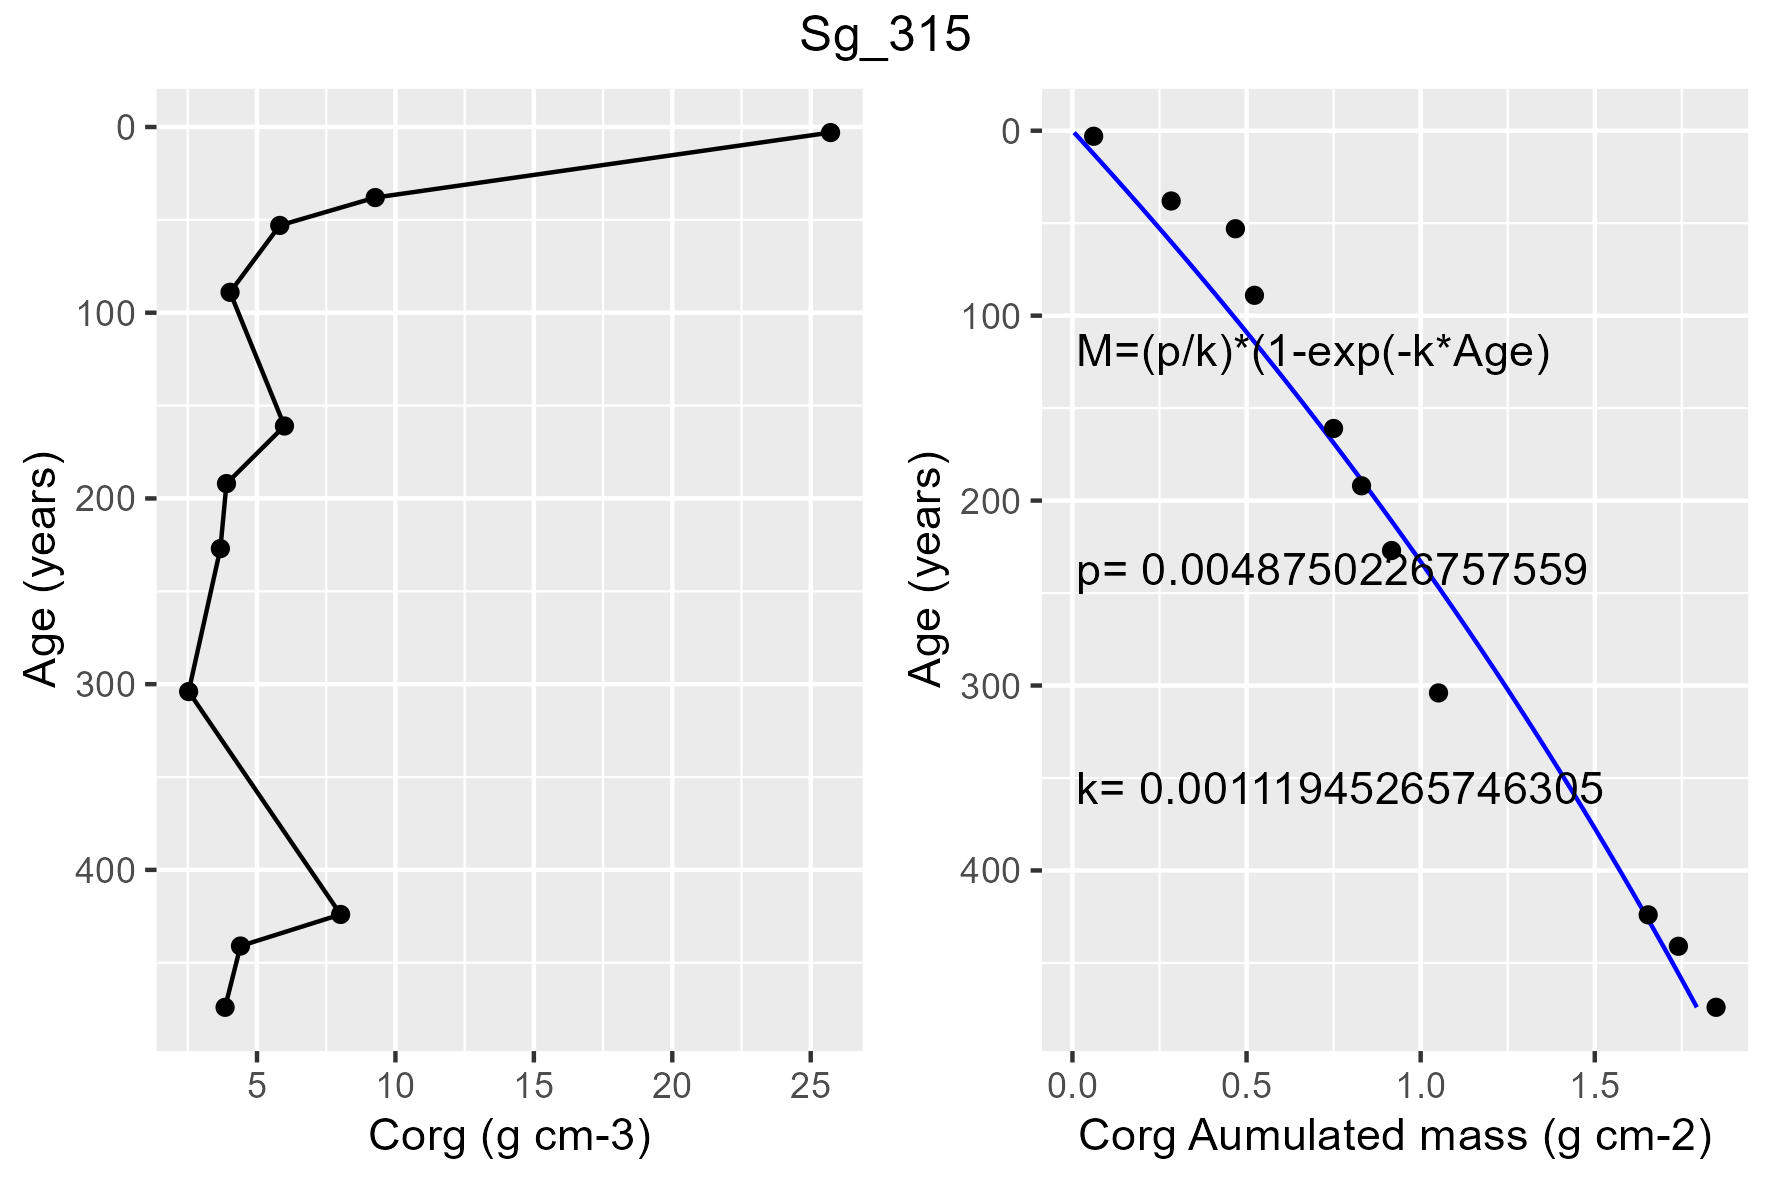 Sg_315
0
100
200
300
400
Age (years)
5
10
15
20
25
Corg (g cm-3)
0
100
200
300
400
Age (years)
M=(p/k)*(1-exp(-k*Age)
p= 0.0048750226757559
k= 0.00111945265746305
0.0
0.5
1.0
1.5
Corg Aumulated mass (g cm-2)